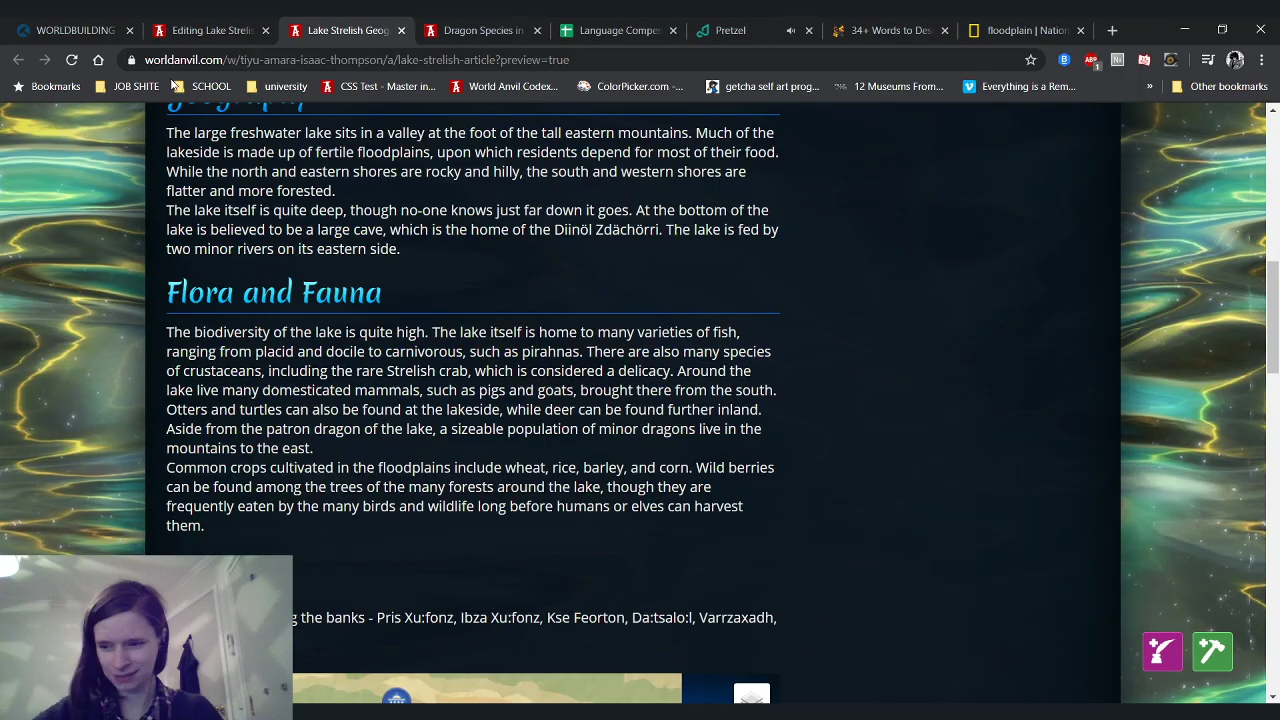 WORLDBUILDING
Editing Lake Strelis
Lake Strelish Geog
Dragon Species in
Language Compe
Pretzel
34+ Words to Des
floodplain | Nation
worldanvil.com/w/tiyu-amara-isaac-thompson/a/lake-strelish-article?preview=true
Bookmarks
JOB SHITE
SCHOOL
university
CSS Test - Master in...
World Anvil Codex...
ColorPicker.com -...
getcha self art prog...
12 Museums From...
Everything is a Rem...
Other bookmarks
Geography
The large freshwater lake sits in a valley at the foot of the tall eastern mountains. Much of the
lakeside is made up of fertile floodplains, upon which residents depend for most of their food.
While the north and eastern shores are rocky and hilly, the south and western shores are
flatter and more forested.
The lake itself is quite deep, though no-one knows just far down it goes. At the bottom of the
lake is believed to be a large cave, which is the home of the Diinöl Zdächörri. The lake is fed by
two minor rivers on its eastern side.
Flora and Fauna
The biodiversity of the lake is quite high. The lake itself is home to many varieties of fish,
ranging from placid and docile to carnivorous, such as pirahnas. There are also many species
of crustaceans, including the rare Strelish crab, which is considered a delicacy. Around the
lake live many domesticated mammals, such as pigs and goats, brought there from the south.
Otters and turtles can also be found at the lakeside, while deer can be found further inland.
Aside from the patron dragon of the lake, a sizeable population of minor dragons live in the
mountains to the east.
Common crops cultivated in the floodplains include wheat, rice, barley, and corn. Wild berries
can be found among the trees of the many forests around the lake, though they are
frequently eaten by the many birds and wildlife long before humans or elves can harvest
them.
the banks - Pris Xu:fonz, Ibza Xu:fonz, Kse Feorton, Da:tsalo:l, Varrzaxadh,